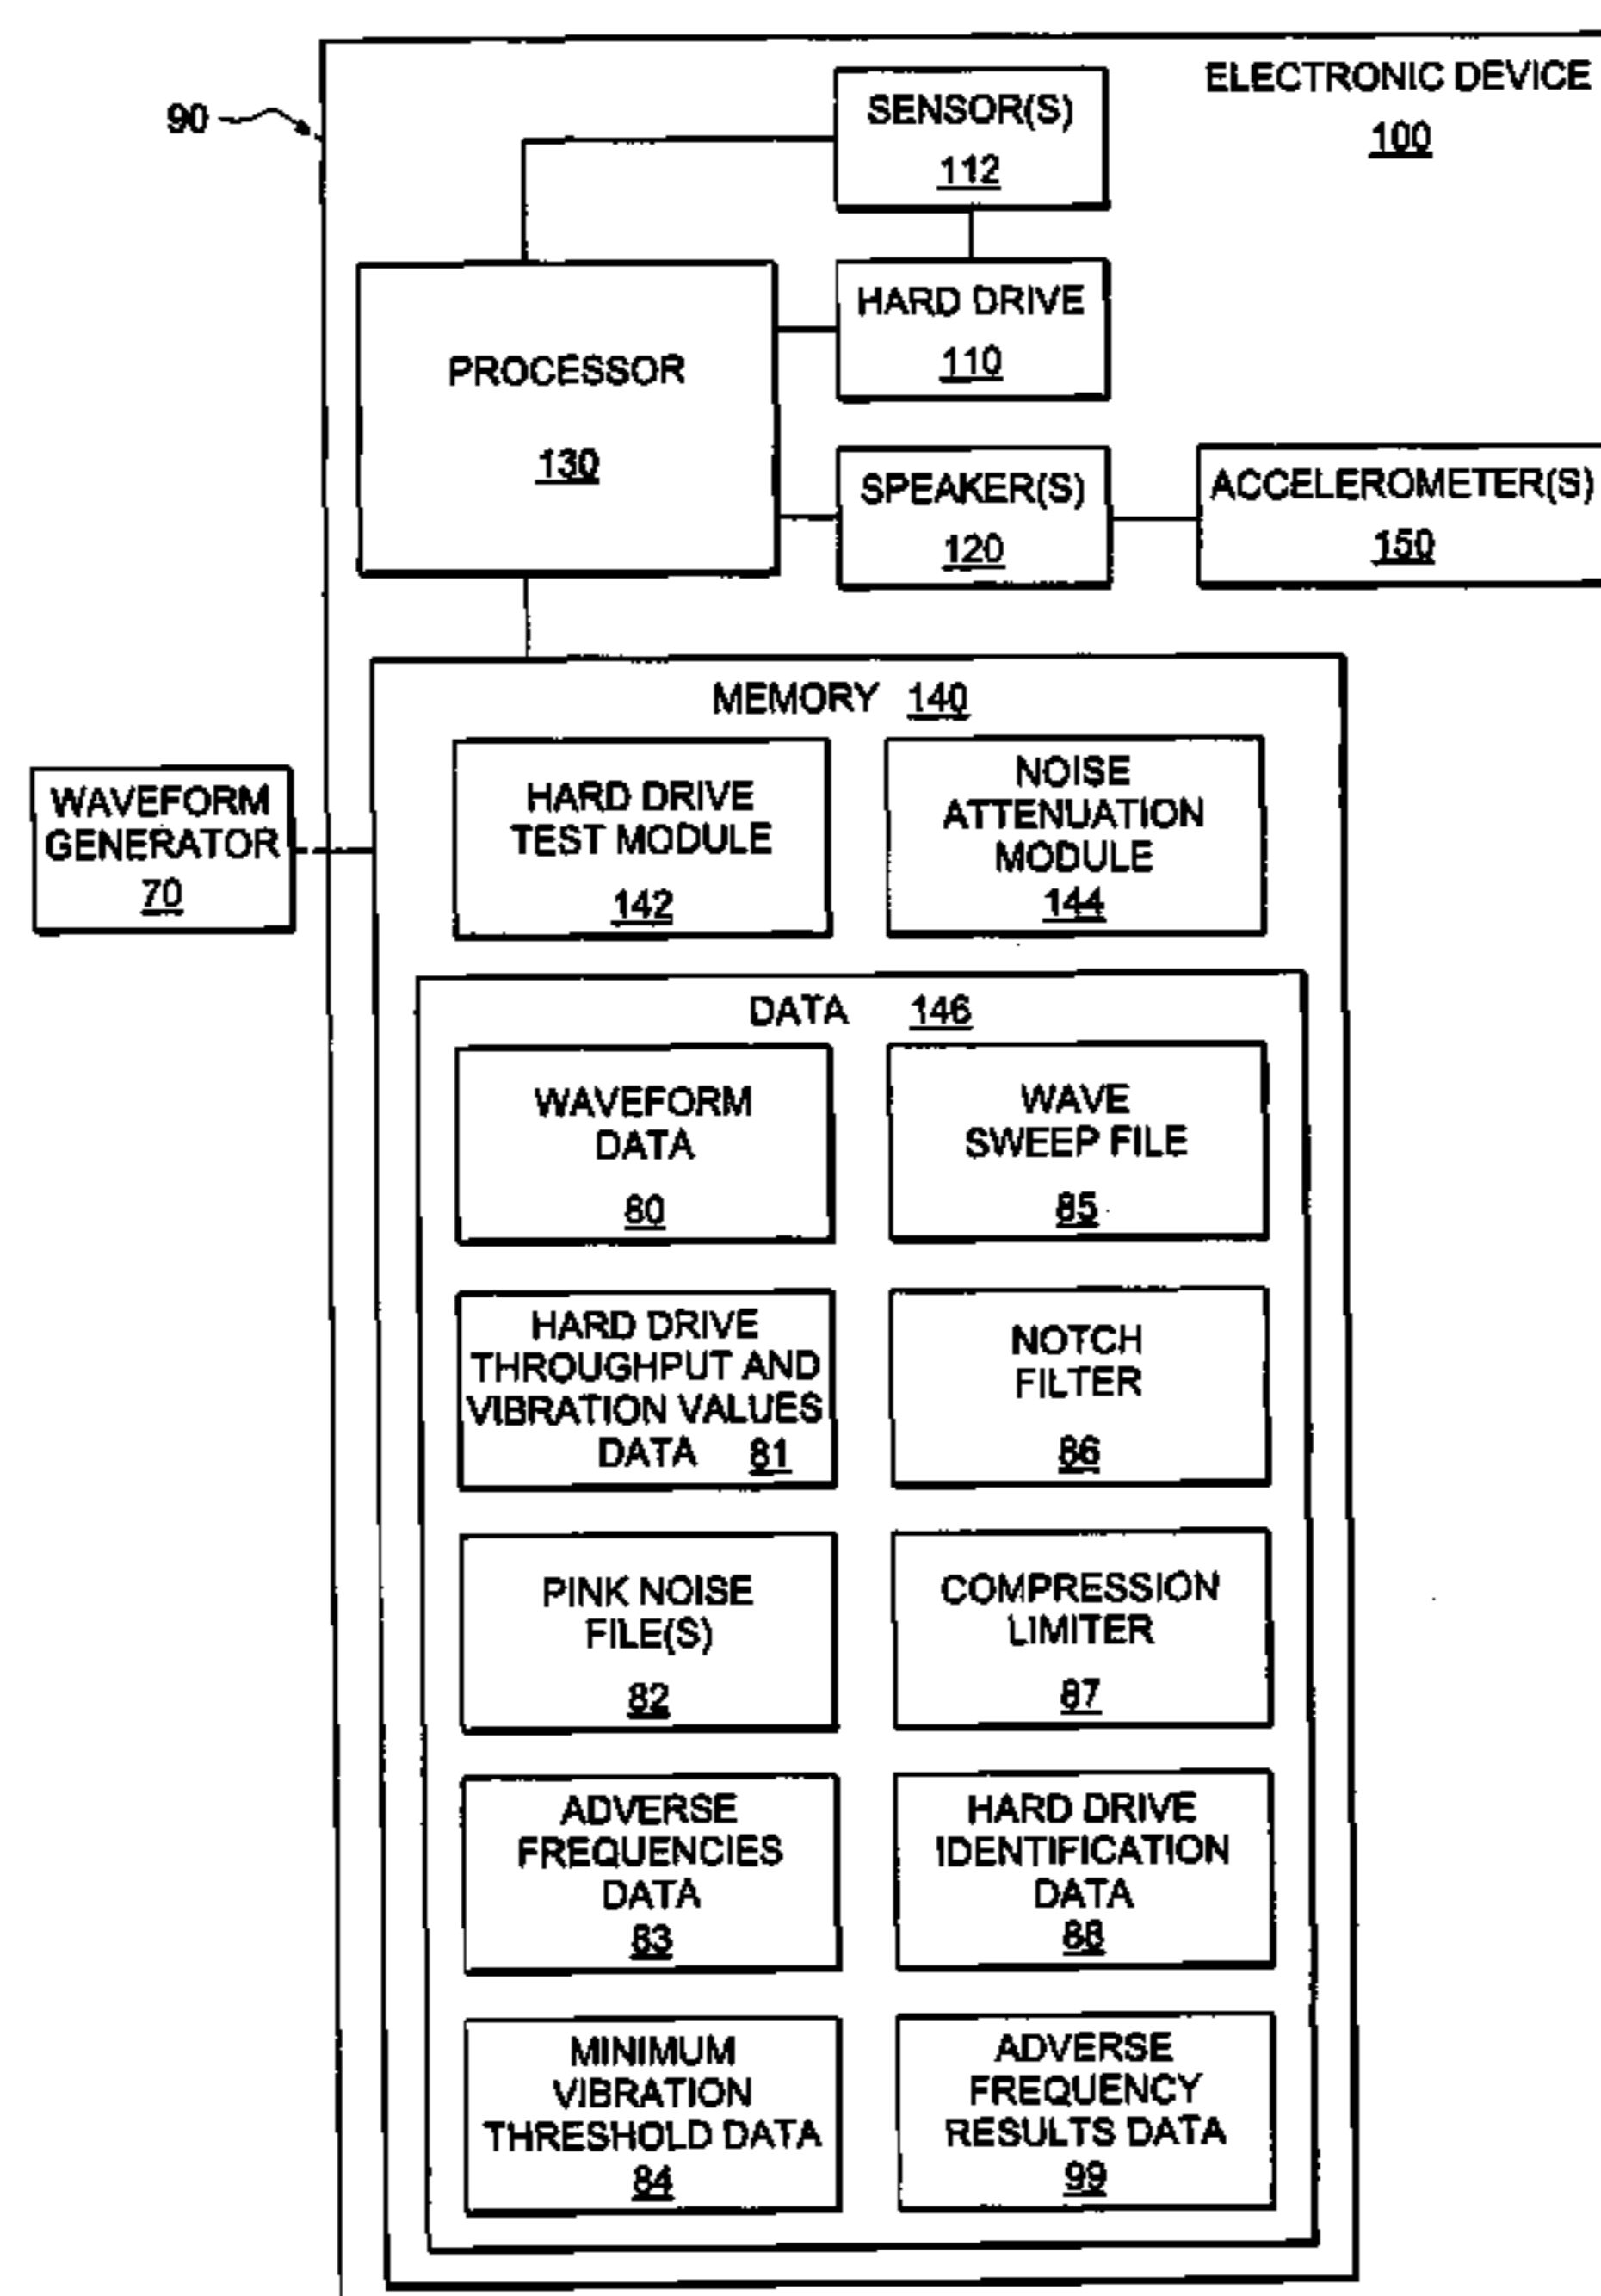 ELECTRONIC DEVICE
100
90
SENSOR(S)
112
HARD DRIVE
110
PROCESSOR
130
SPEAKER(S)
120
ACCELEROMETER(S)
150
MEMORY 140
WAVEFORM
GENERATOR
70
HARD DRIVE
TEST MODULE
142
NOISE
ATTENUATION
MODULE
144
DATA 146
WAVEFORM
DATA
80
WAVE
SWEEP FILE
85
HARD DRIVE
THROUGHPUT AND
VIBRATION VALUES
DATA 81
NOTCH
FILTER
86
PINK NOISE
FILE(S)
82
COMPRESSION
LIMITER
87
ADVERSE
FREQUENCIES
DATA
83
HARD DRIVE
IDENTIFICATION
DATA
88
MINIMUM
VIBRATION
THRESHOLD DATA
84
ADVERSE
FREQUENCY
RESULTS DATA
99